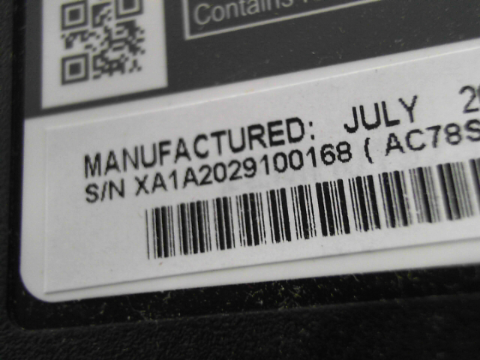 Contains
MANUFACTURED: JULY
S/N XA1A2029100168 ( AC78S